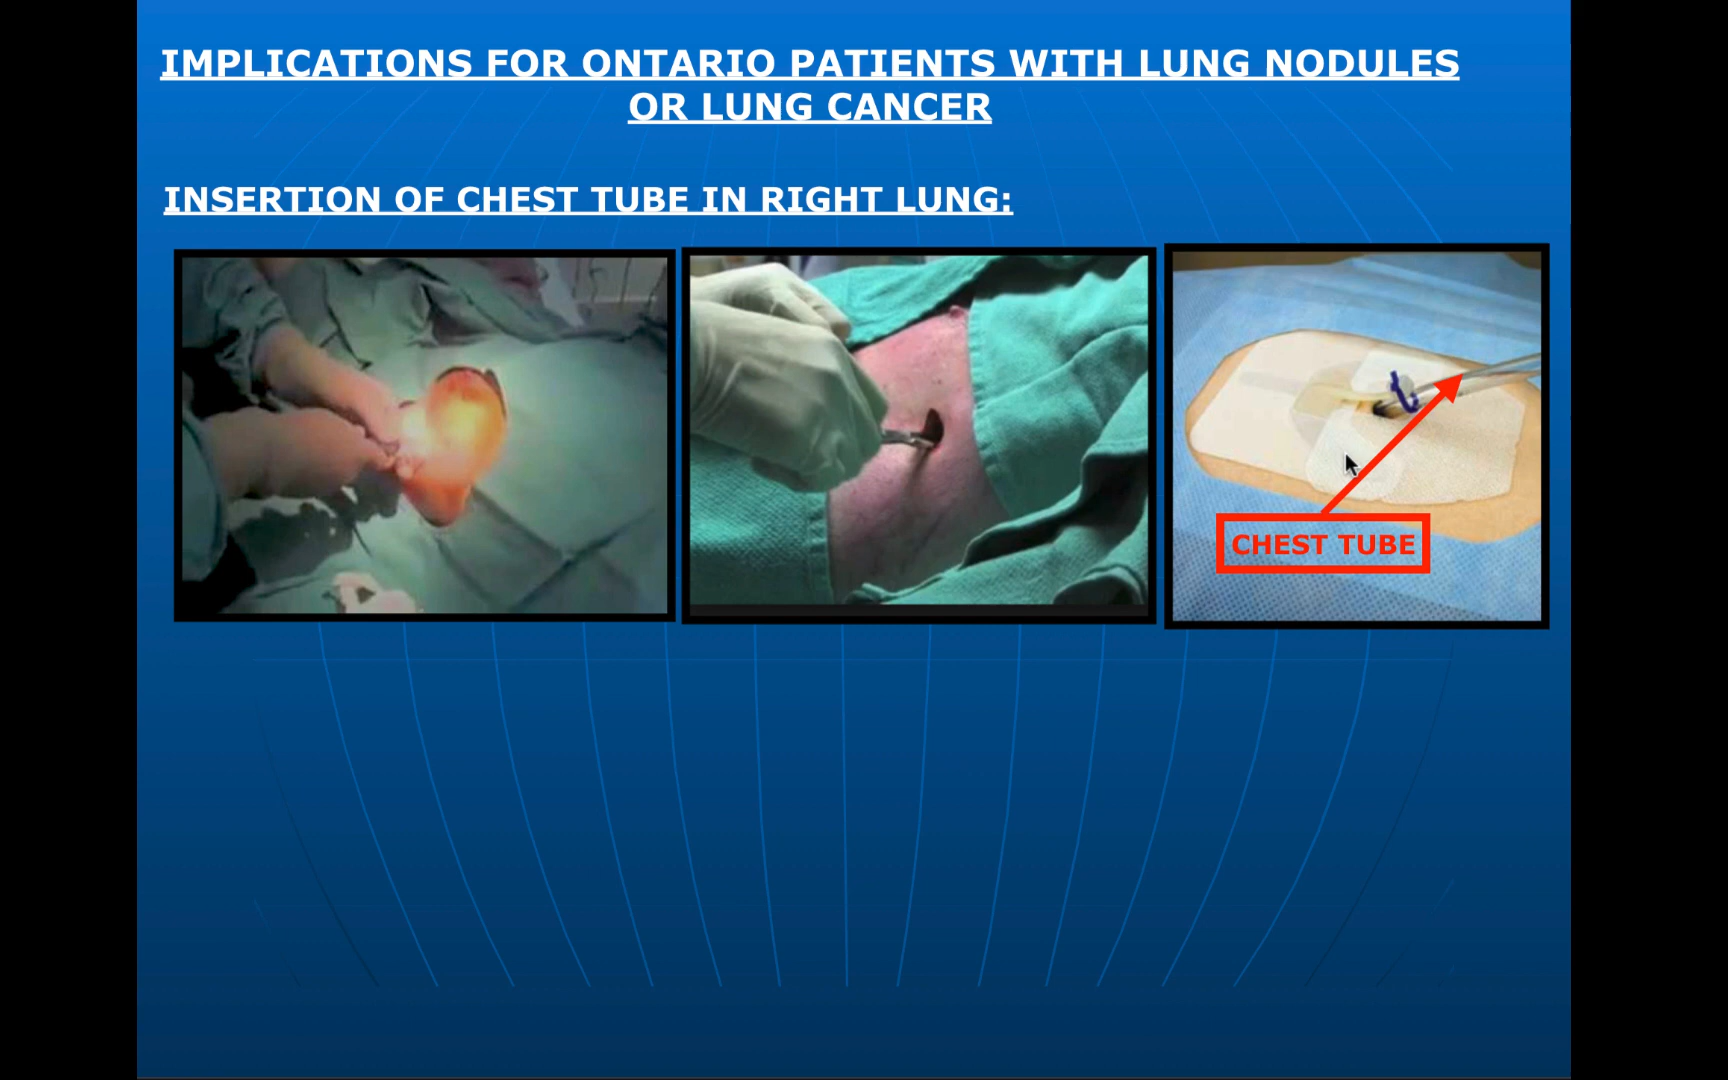 IMPLICATIONS FOR ONTARIO PATIENTS WITH LUNG NODULES
OR LUNG CANCER
INSERTION OF CHEST TUBE IN RIGHT LUNG:
CHEST TUBE